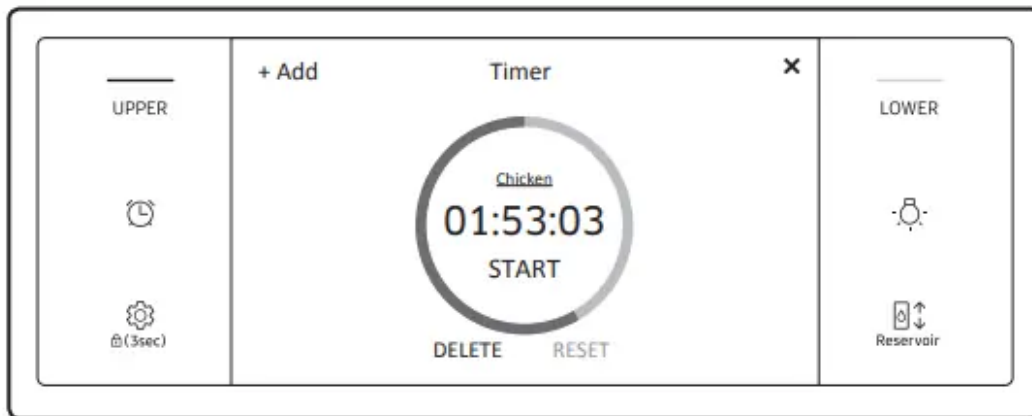 UPPER
(3sec)
+ Add
Timer
×
Chicken
01:53:03
START
DELETE
RESET
LOWER
Reservoir